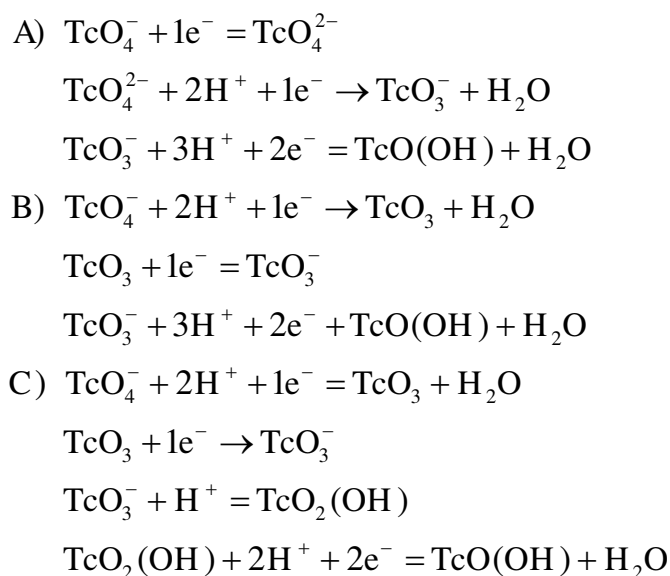 A) TcO₄⁻ + 1e⁻ = TcO₄²⁻
TcO₄²⁻ + 2H⁺ + 1e⁻ → TcO₃⁻ + H₂O
TcO₃⁻ + 3H⁺ + 2e⁻ = TcO(OH) + H₂O
B) TcO₄⁻ + 2H⁺ + 1e⁻ → TcO₃ + H₂O
TcO₃ + 1e⁻ = TcO₃⁻
TcO₃⁻ + 3H⁺ + 2e⁻ + TcO(OH) + H₂O
C) TcO₄⁻ + 2H⁺ + 1e⁻ = TcO₃ + H₂O
TcO₃ + 1e⁻ → TcO₃⁻
TcO₃⁻ + H⁺ = TcO₂(OH)
TcO₂(OH) + 2H⁺ + 2e⁻ = TcO(OH) + H₂O